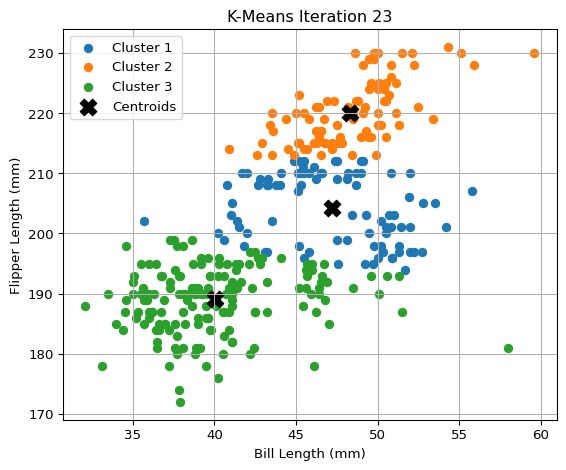 K-Means Iteration 23
Cluster 1
Cluster 2
Cluster 3
Centroids
Flipper Length (mm)
230
220
210
200
190
180
170
35
40
45
50
55
60
Bill Length (mm)